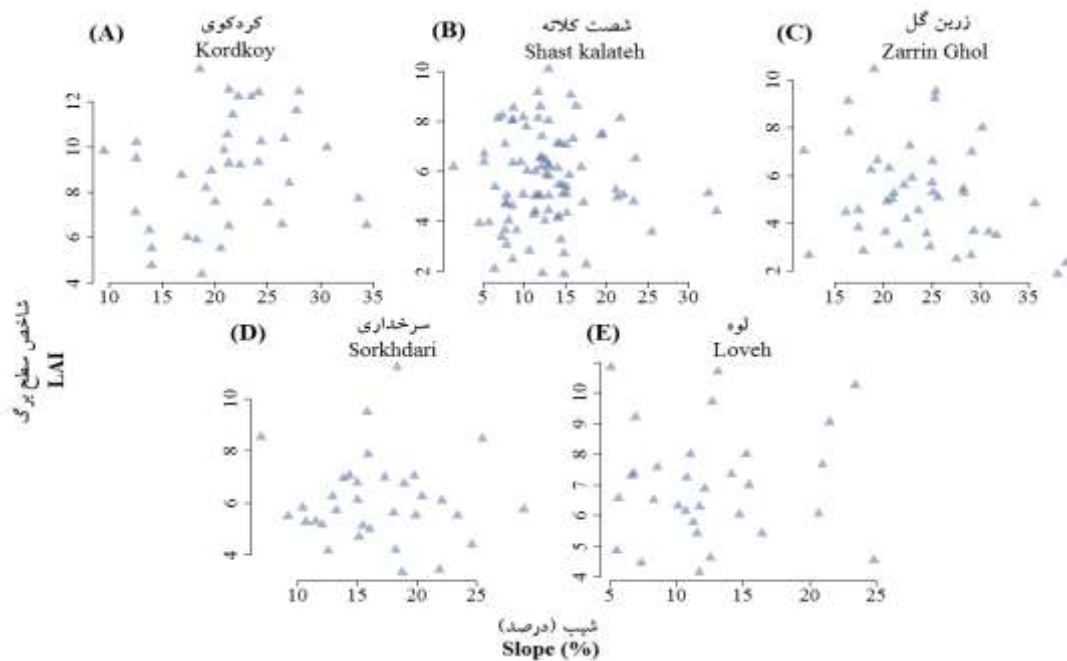 (A)
کردکوی
Kordkoy
12
10
8
6
4
10 15 20 25 30 35
(B)
شصت کلاته
Shast kalateh
10
8
6
4
2
5 10 15 20 30
(C)
زرین گل
Zarrin Ghol
10
8
6
4
2
15 20 25 30 35
شاخص سطح برگ
LAI
(D)
سرخداری
Sorkhdari
10
8
6
4
10 15 20 25
(E)
لوه
Loveh
10
9
8
7
6
5
4
5 10 15 20 25
شیب (درصد)
Slope (%)